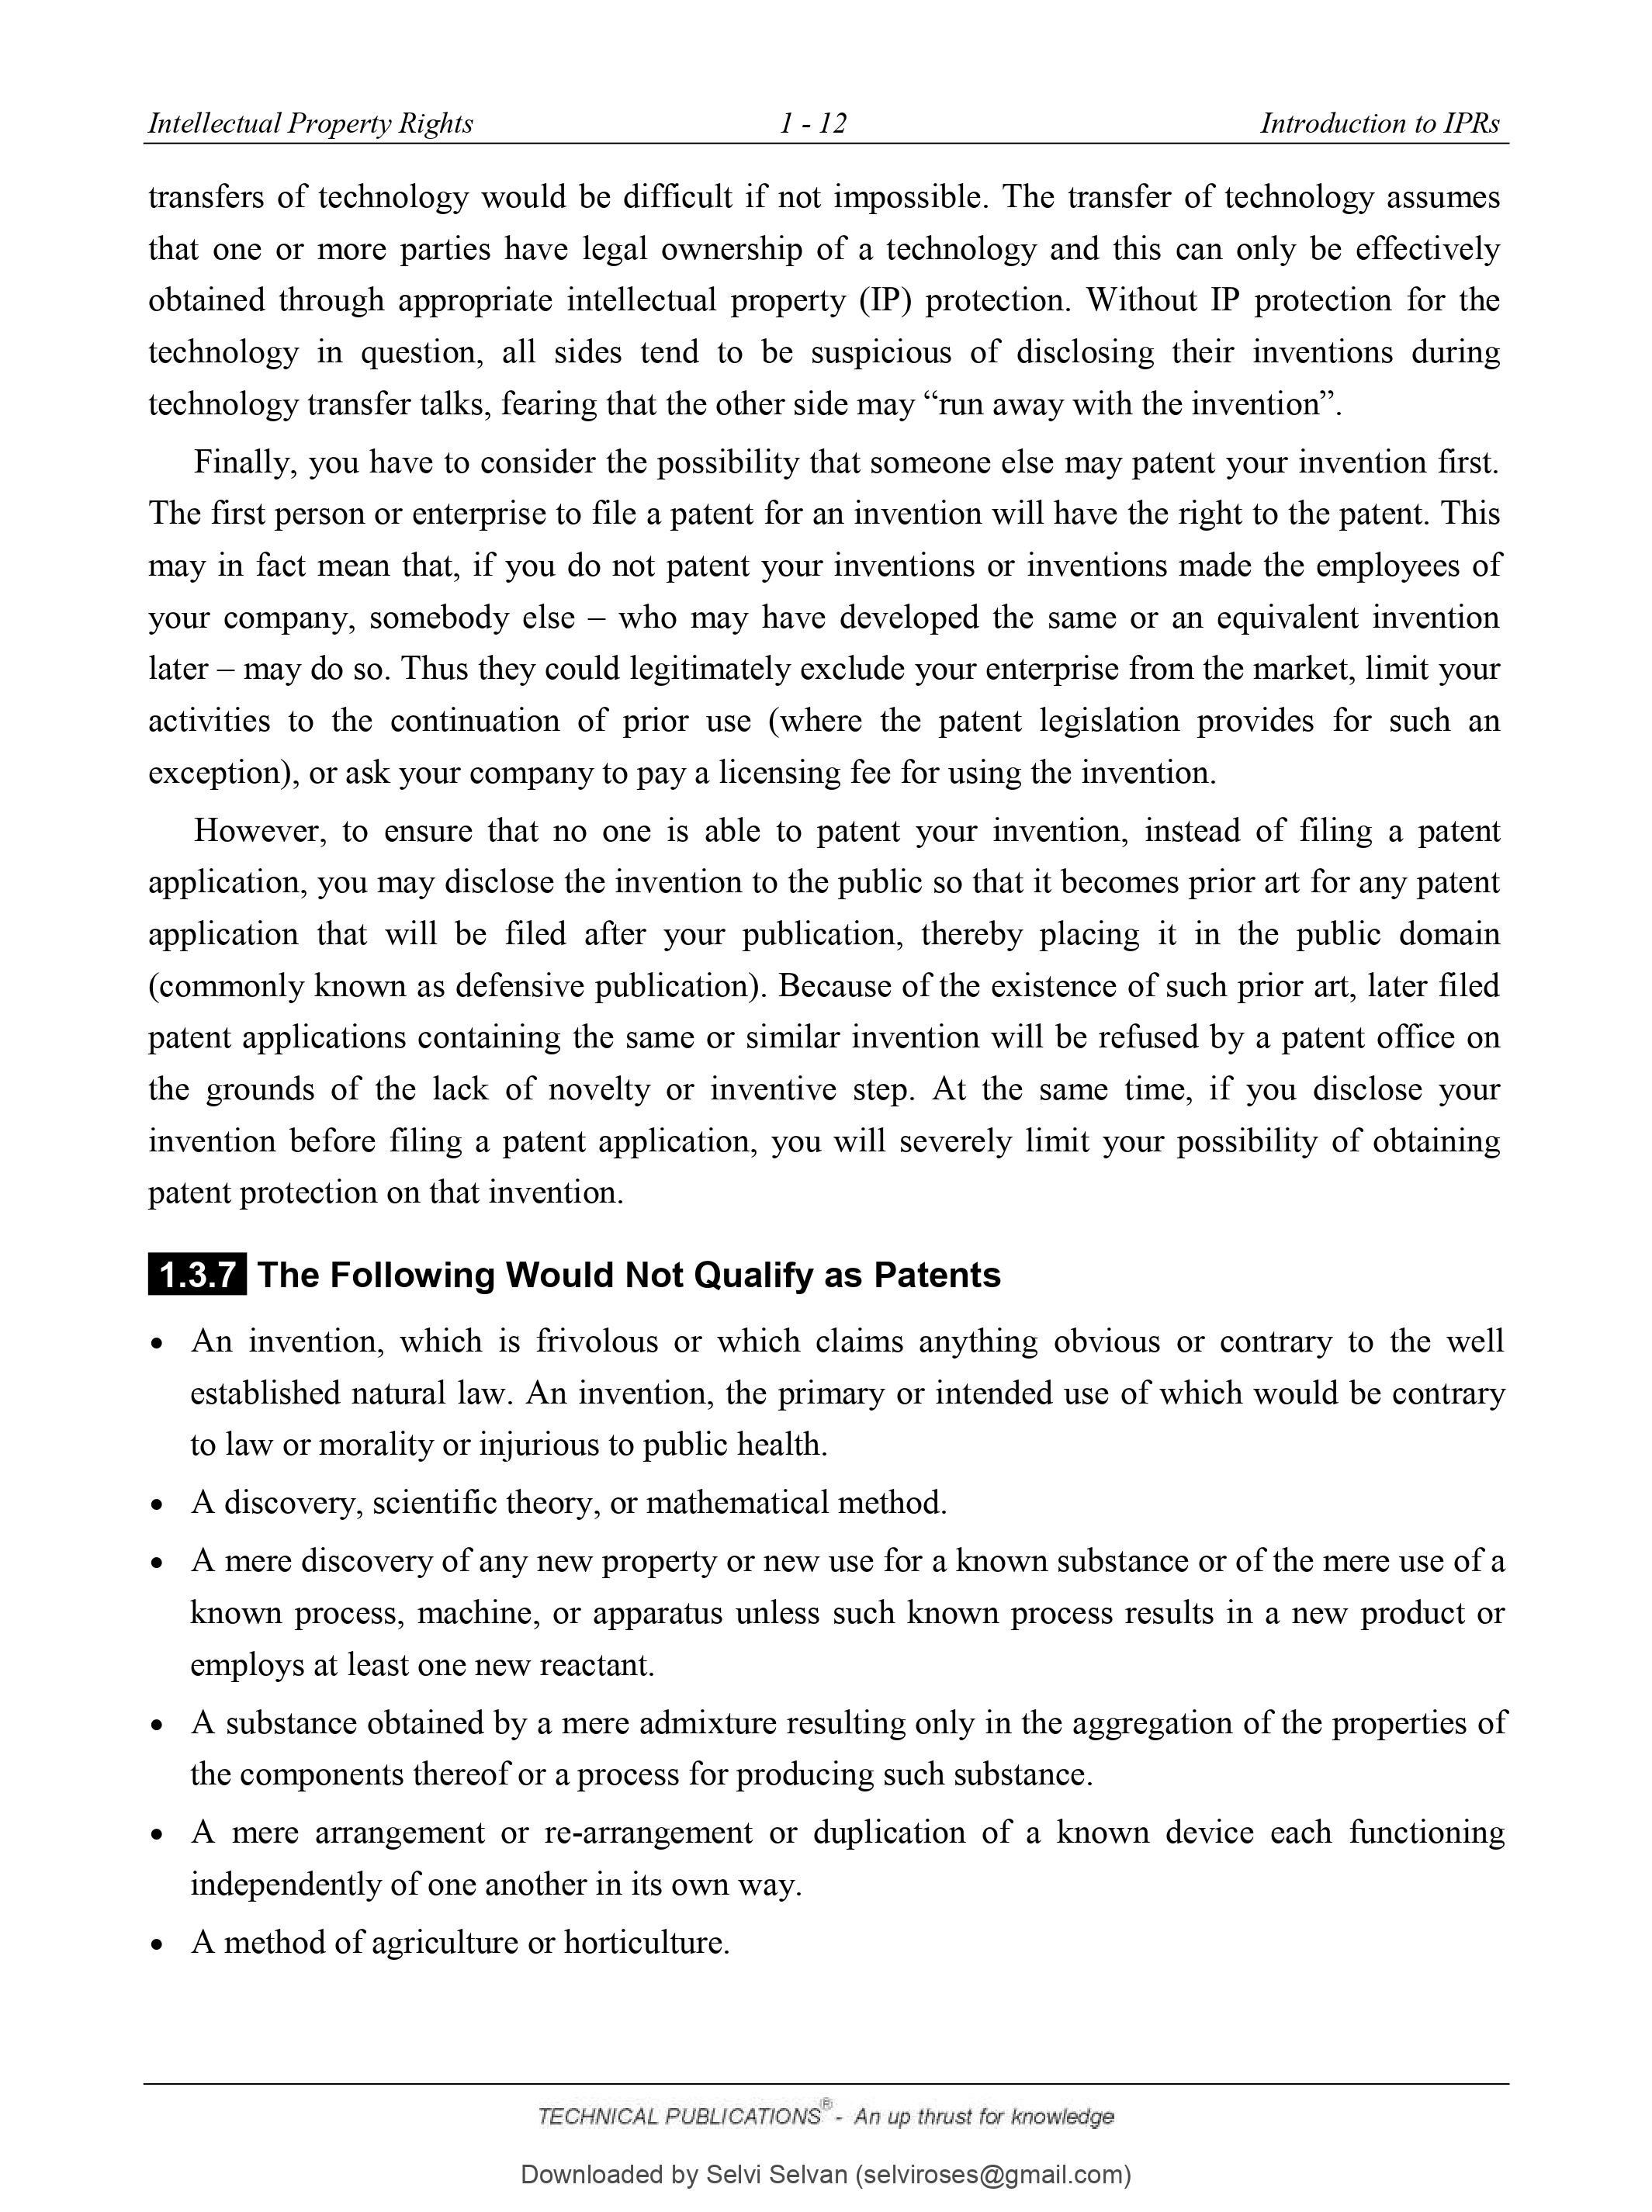 Intellectual Property Rights 1 - 12 Introduction to IPRs
transfers of technology would be difficult if not impossible. The transfer of technology assumes
that one or more parties have legal ownership of a technology and this can only be effectively
obtained through appropriate intellectual property (IP) protection. Without IP protection for the
technology in question, all sides tend to be suspicious of disclosing their inventions during
technology transfer talks, fearing that the other side may “run away with the invention”.
Finally, you have to consider the possibility that someone else may patent your invention first.
The first person or enterprise to file a patent for an invention will have the right to the patent. This
may in fact mean that, if you do not patent your inventions or inventions made the employees of
your company, somebody else – who may have developed the same or an equivalent invention
later – may do so. Thus they could legitimately exclude your enterprise from the market, limit your
activities to the continuation of prior use (where the patent legislation provides for such an
exception), or ask your company to pay a licensing fee for using the invention.
However, to ensure that no one is able to patent your invention, instead of filing a patent
application, you may disclose the invention to the public so that it becomes prior art for any patent
application that will be filed after your publication, thereby placing it in the public domain
(commonly known as defensive publication). Because of the existence of such prior art, later filed
patent applications containing the same or similar invention will be refused by a patent office on
the grounds of the lack of novelty or inventive step. At the same time, if you disclose your
invention before filing a patent application, you will severely limit your possibility of obtaining
patent protection on that invention.
1.3.7 The Following Would Not Qualify as Patents
• An invention, which is frivolous or which claims anything obvious or contrary to the well
established natural law. An invention, the primary or intended use of which would be contrary
to law or morality or injurious to public health.
• A discovery, scientific theory, or mathematical method.
• A mere discovery of any new property or new use for a known substance or of the mere use of a
known process, machine, or apparatus unless such known process results in a new product or
employs at least one new reactant.
• A substance obtained by a mere admixture resulting only in the aggregation of the properties of
the components thereof or a process for producing such substance.
• A mere arrangement or re-arrangement or duplication of a known device each functioning
independently of one another in its own way.
• A method of agriculture or horticulture.
TECHNICAL PUBLICATIONS® - An up thrust for knowledge
Downloaded by Selvi Selvan (selviroses@gmail.com)